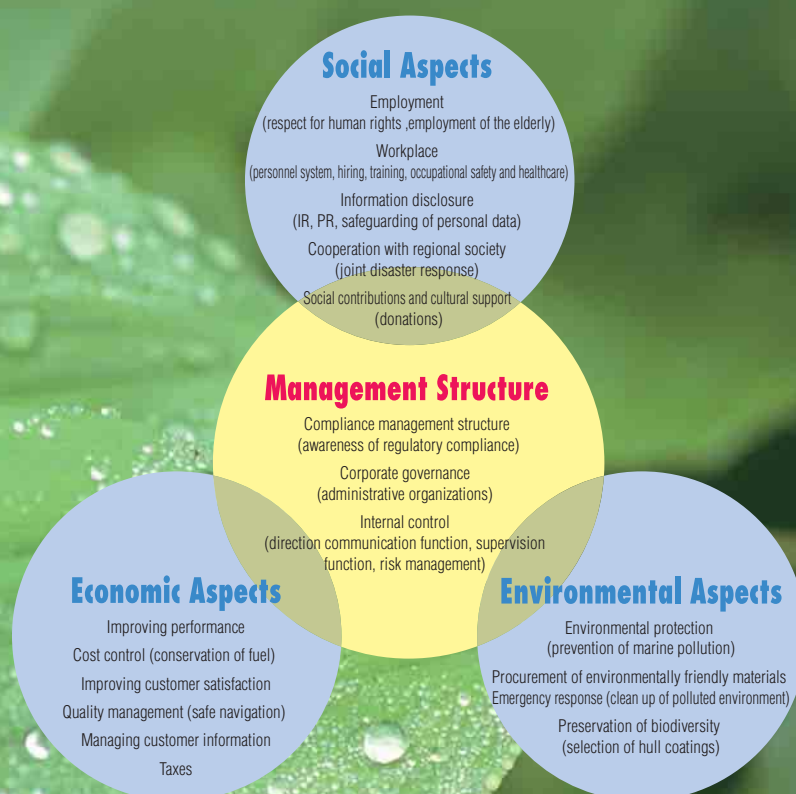 Social Aspects
Employment
(respect for human rights ,employment of the elderly)
Workplace
(personnel system, hiring, training, occupational safety and healthcare)
Information disclosure
(IR, PR, safeguarding of personal data)
Cooperation with regional society
(joint disaster response)
Social contributions and cultural support
(donations)
Management Structure
Compliance management structure
(awareness of regulatory compliance)
Corporate governance
(administrative organizations)
Internal control
(direction communication function, supervision
function, risk management)
Economic Aspects
Improving performance
Cost control (conservation of fuel)
Improving customer satisfaction
Quality management (safe navigation)
Managing customer information
Taxes
Environmental Aspects
Environmental protection
(prevention of marine pollution)
Procurement of environmentally friendly materials
Emergency response (clean up of polluted environment)
Preservation of biodiversity
(selection of hull coatings)